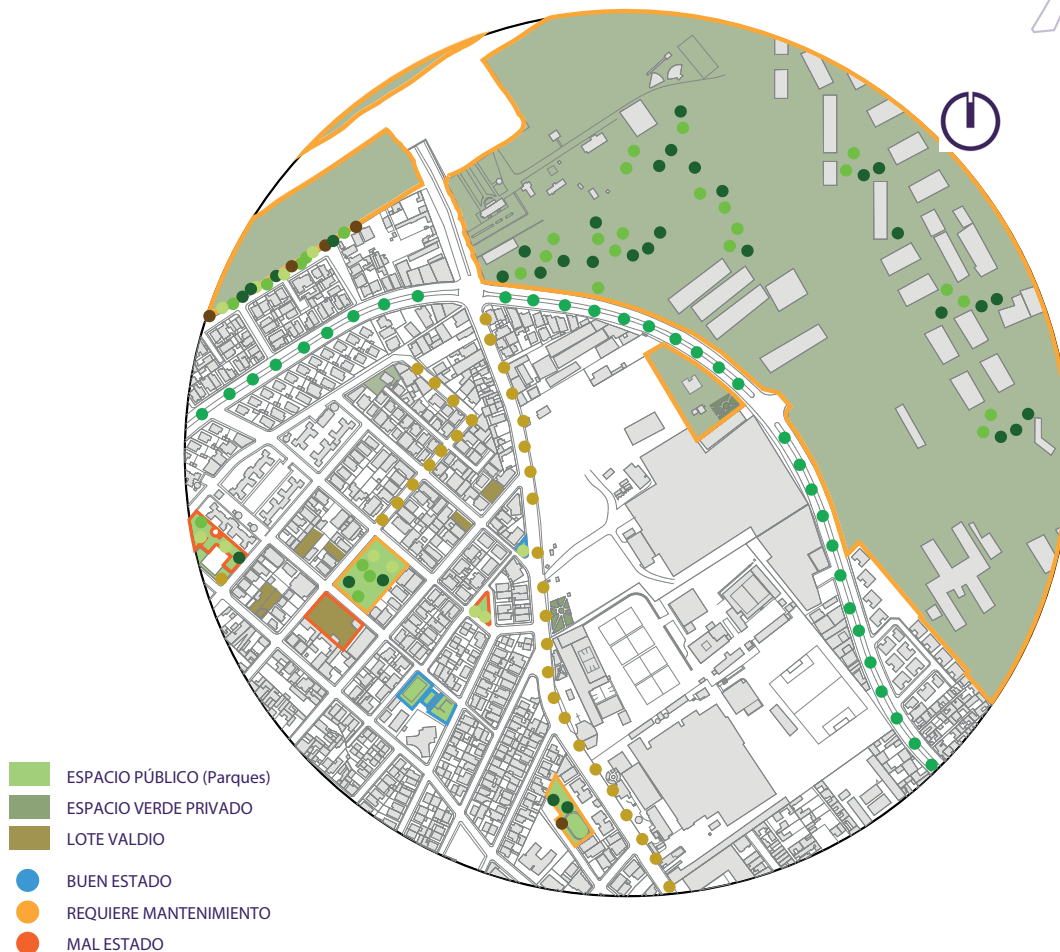 ESPACIO PÚBLICO (Parques)
ESPACIO VERDE PRIVADO
LOTE VALDIO
BUEN ESTADO
REQUIERE MANTENIMIENTO
MAL ESTADO